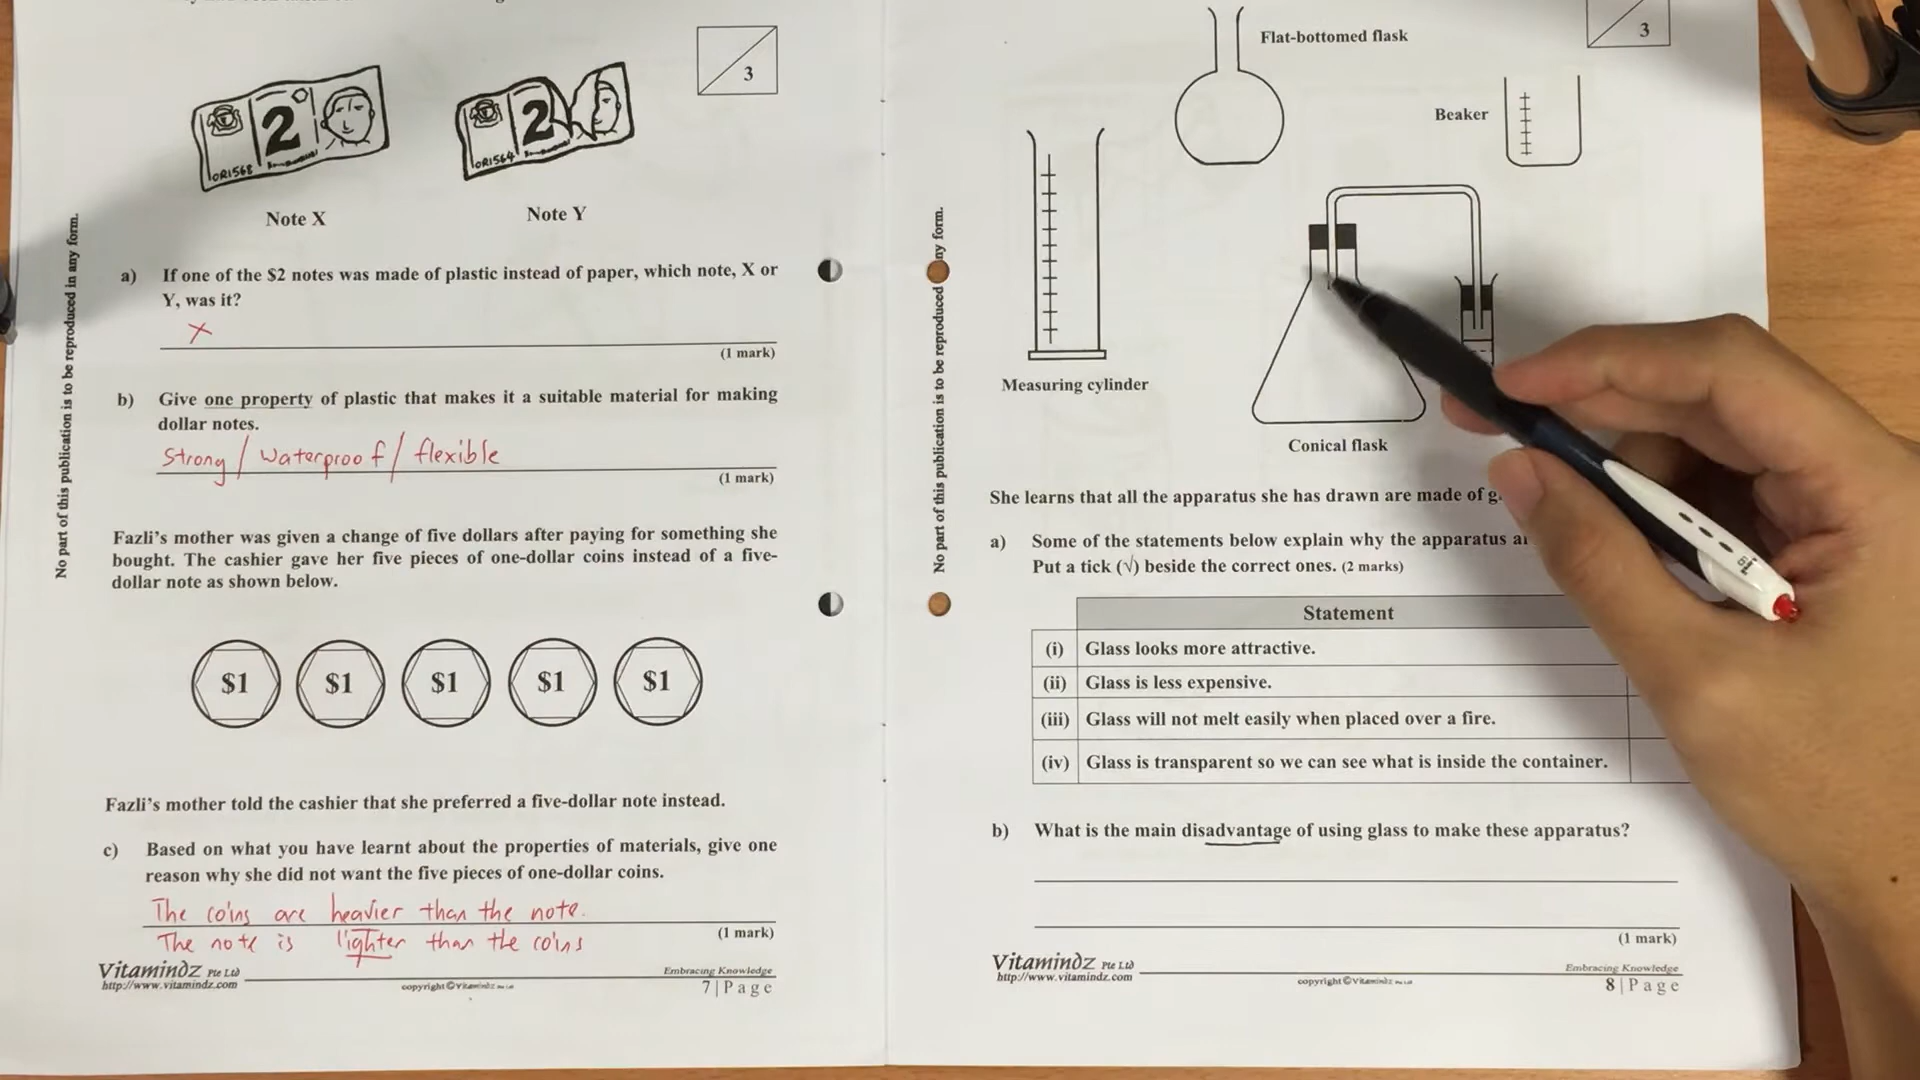 3
2
OR1568
2
OR1564
Note X
Note Y
a) If one of the $2 notes was made of plastic instead of paper, which note, X or
Y, was it?
X
(1 mark)
b) Give one property of plastic that makes it a suitable material for making
dollar notes.
Strong / waterproof / flexible
(1 mark)
Fazli's mother was given a change of five dollars after paying for something she
bought. The cashier gave her five pieces of one-dollar coins instead of a five-
dollar note as shown below.
$1 $1 $1 $1 $1
Fazli's mother told the cashier that she preferred a five-dollar note instead.
c) Based on what you have learnt about the properties of materials, give one
reason why she did not want the five pieces of one-dollar coins.
The coins are heavier than the note.
(1 mark)
The note is lighter than the coins
Vitamindz Pte Ltd
http://www.vitamindz.com
Embracing Knowledge
copyright © Vitamindz
7 | Page
No part of this publication is to be reproduced in any form.
3
Flat-bottomed flask
Beaker
Measuring cylinder
Conical flask
She learns that all the apparatus she has drawn are made of
a) Some of the statements below explain why the apparatus
Put a tick (√) beside the correct ones. (2 marks)
Statement
(i) Glass looks more attractive.
(ii) Glass is less expensive.
(iii) Glass will not melt easily when placed over a fire.
(iv) Glass is transparent so we can see what is inside the container.
b) What is the main disadvantage of using glass to make these apparatus?
(1 mark)
Vitamindz Pte Ltd
http://www.vitamindz.com
Embracing Knowledge
copyright © Vitamindz
8 | Page
No part of this publication is to be reproduced any form.